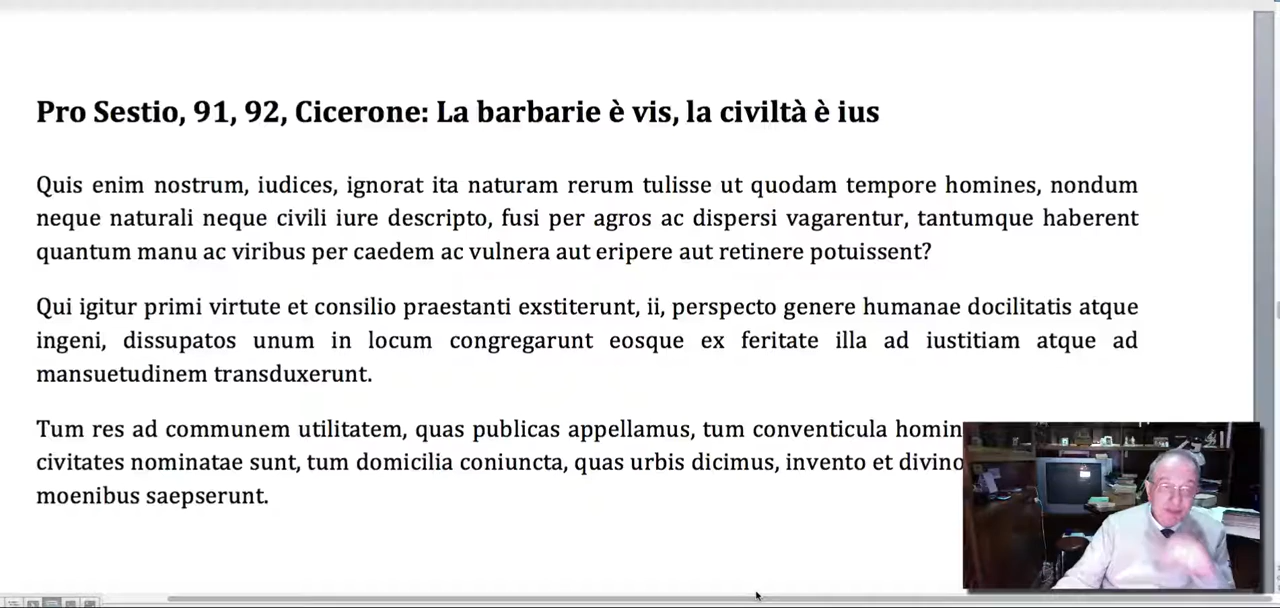 Pro Sestio, 91, 92, Cicerone: La barbarie è vis, la civiltà è ius
Quis enim nostrum, iudices, ignorat ita naturam rerum tulisse ut quodam tempore homines, nondum
neque naturali neque civili iure descripto, fusi per agros ac dispersi vagarentur, tantumque haberent
quantum manu ac viribus per caedem ac vulnera aut eripere aut retinere potuissent?
Qui igitur primi virtute et consilio praestanti exstiterunt, ii, perspecto genere humanae docilitatis atque
ingeni, dissupatos unum in locum congregarunt eosque ex feritate illa ad iustitiam atque ad
mansuetudinem transduxerunt.
Tum res ad communem utilitatem, quas publicas appellamus, tum conventicula homin
civitates nominatae sunt, tum domicilia coniuncta, quas urbis dicimus, invento et divino
moenibus saepserunt.